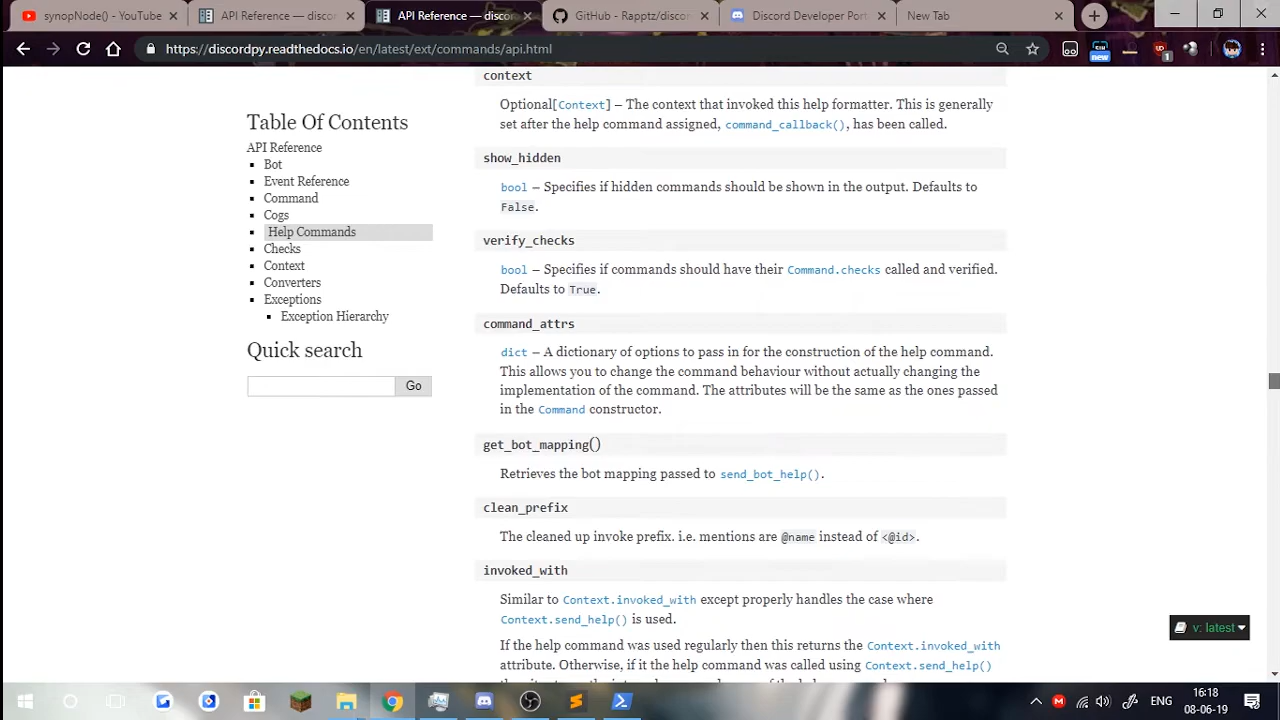 synopNode() - YouTube
API Reference — discor
API Reference — discor
GitHub - Rapptz/discor
Discord Developer Port
New Tab
https://discordpy.readthedocs.io/en/latest/ext/commands/api.html
new
1
context
Optional[Context] – The context that invoked this help formatter. This is generally
set after the help command assigned, command_callback(), has been called.
Table Of Contents
API Reference
Bot
Event Reference
Command
Cogs
Help Commands
Checks
Context
Converters
Exceptions
Exception Hierarchy
Quick search
Go
show_hidden
bool – Specifies if hidden commands should be shown in the output. Defaults to
False.
verify_checks
bool – Specifies if commands should have their Command.checks called and verified.
Defaults to True.
command_attrs
dict – A dictionary of options to pass in for the construction of the help command.
This allows you to change the command behaviour without actually changing the
implementation of the command. The attributes will be the same as the ones passed
in the Command constructor.
get_bot_mapping()
Retrieves the bot mapping passed to send_bot_help().
clean_prefix
The cleaned up invoke prefix. i.e. mentions are @name instead of <@id>.
invoked_with
Similar to Context.invoked_with except properly handles the case where
Context.send_help() is used.
If the help command was used regularly then this returns the Context.invoked_with
attribute. Otherwise, if it the help command was called using Context.send_help()
v: latest
ENG
16:18
08-06-19